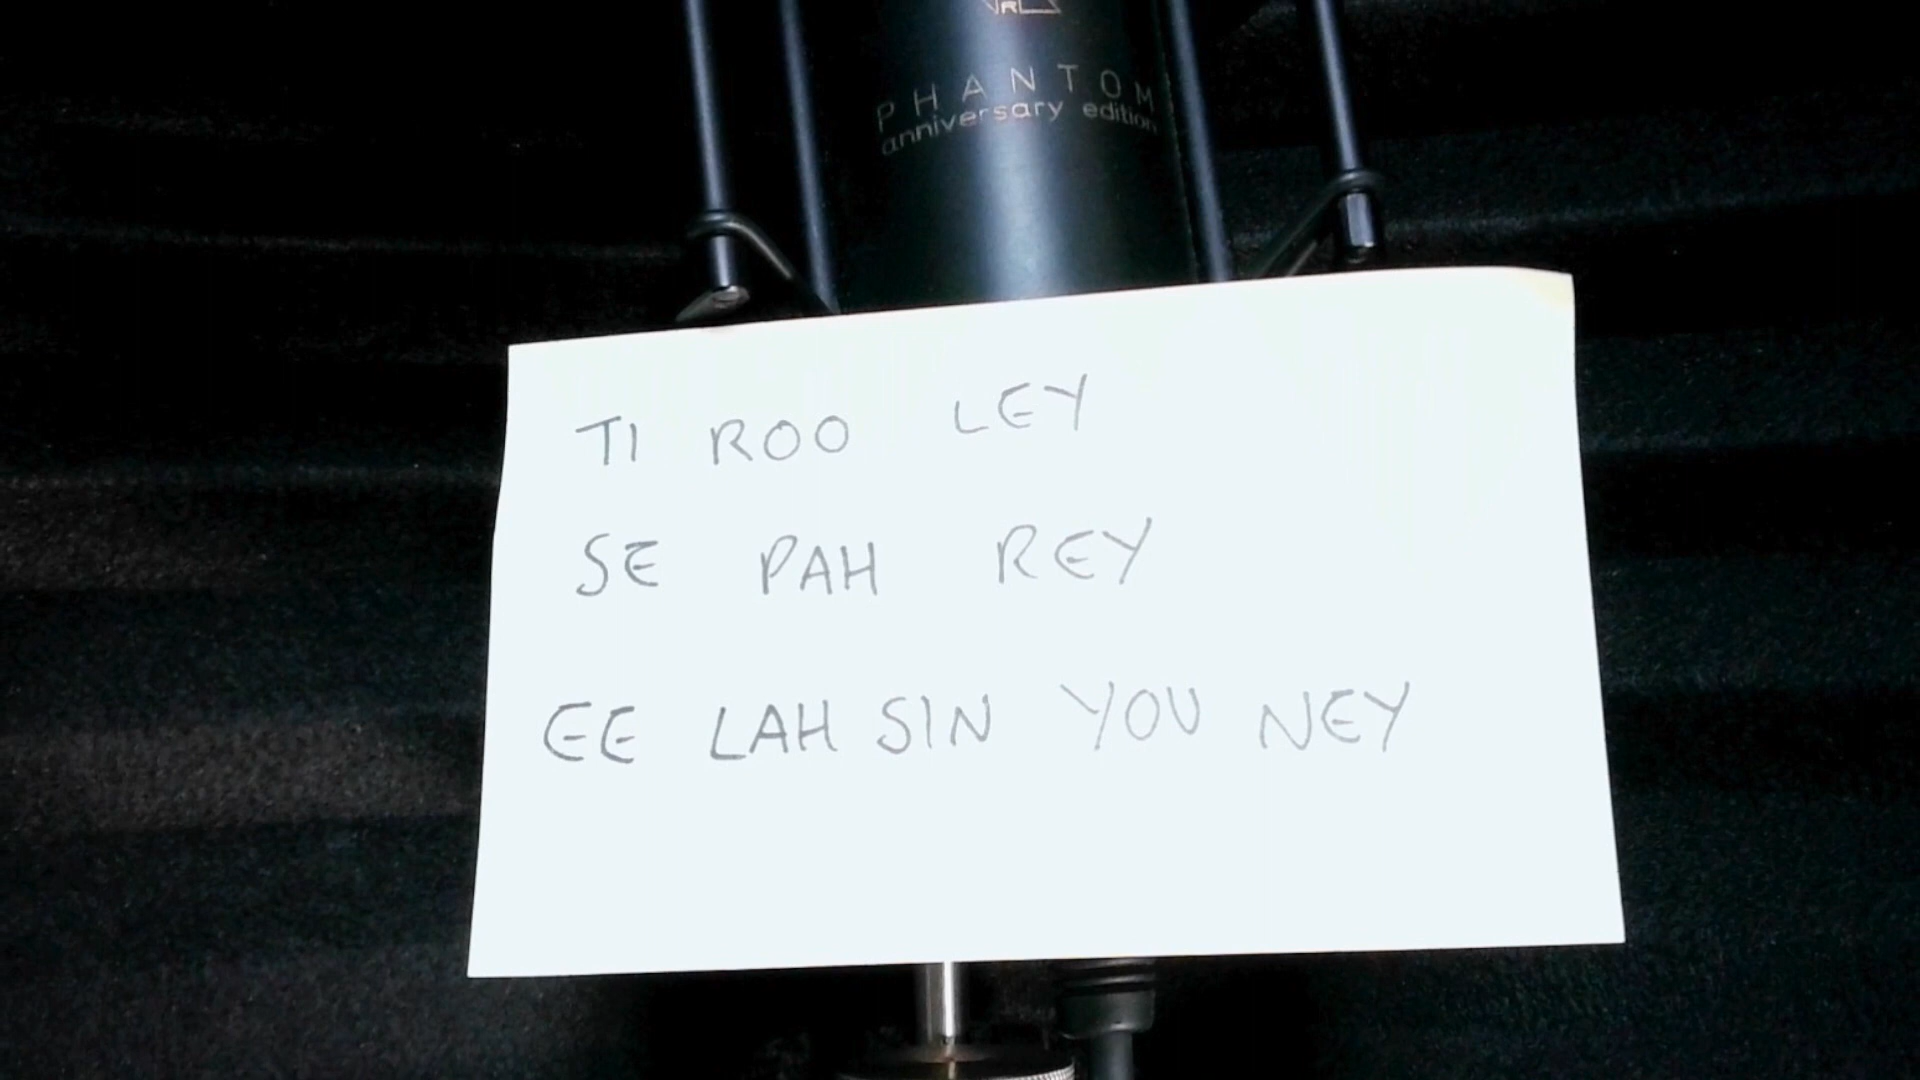 PHANTOM
anniversary edition
TI ROO LEY
SE PAH REY
EE LAH SIN YOU NEY